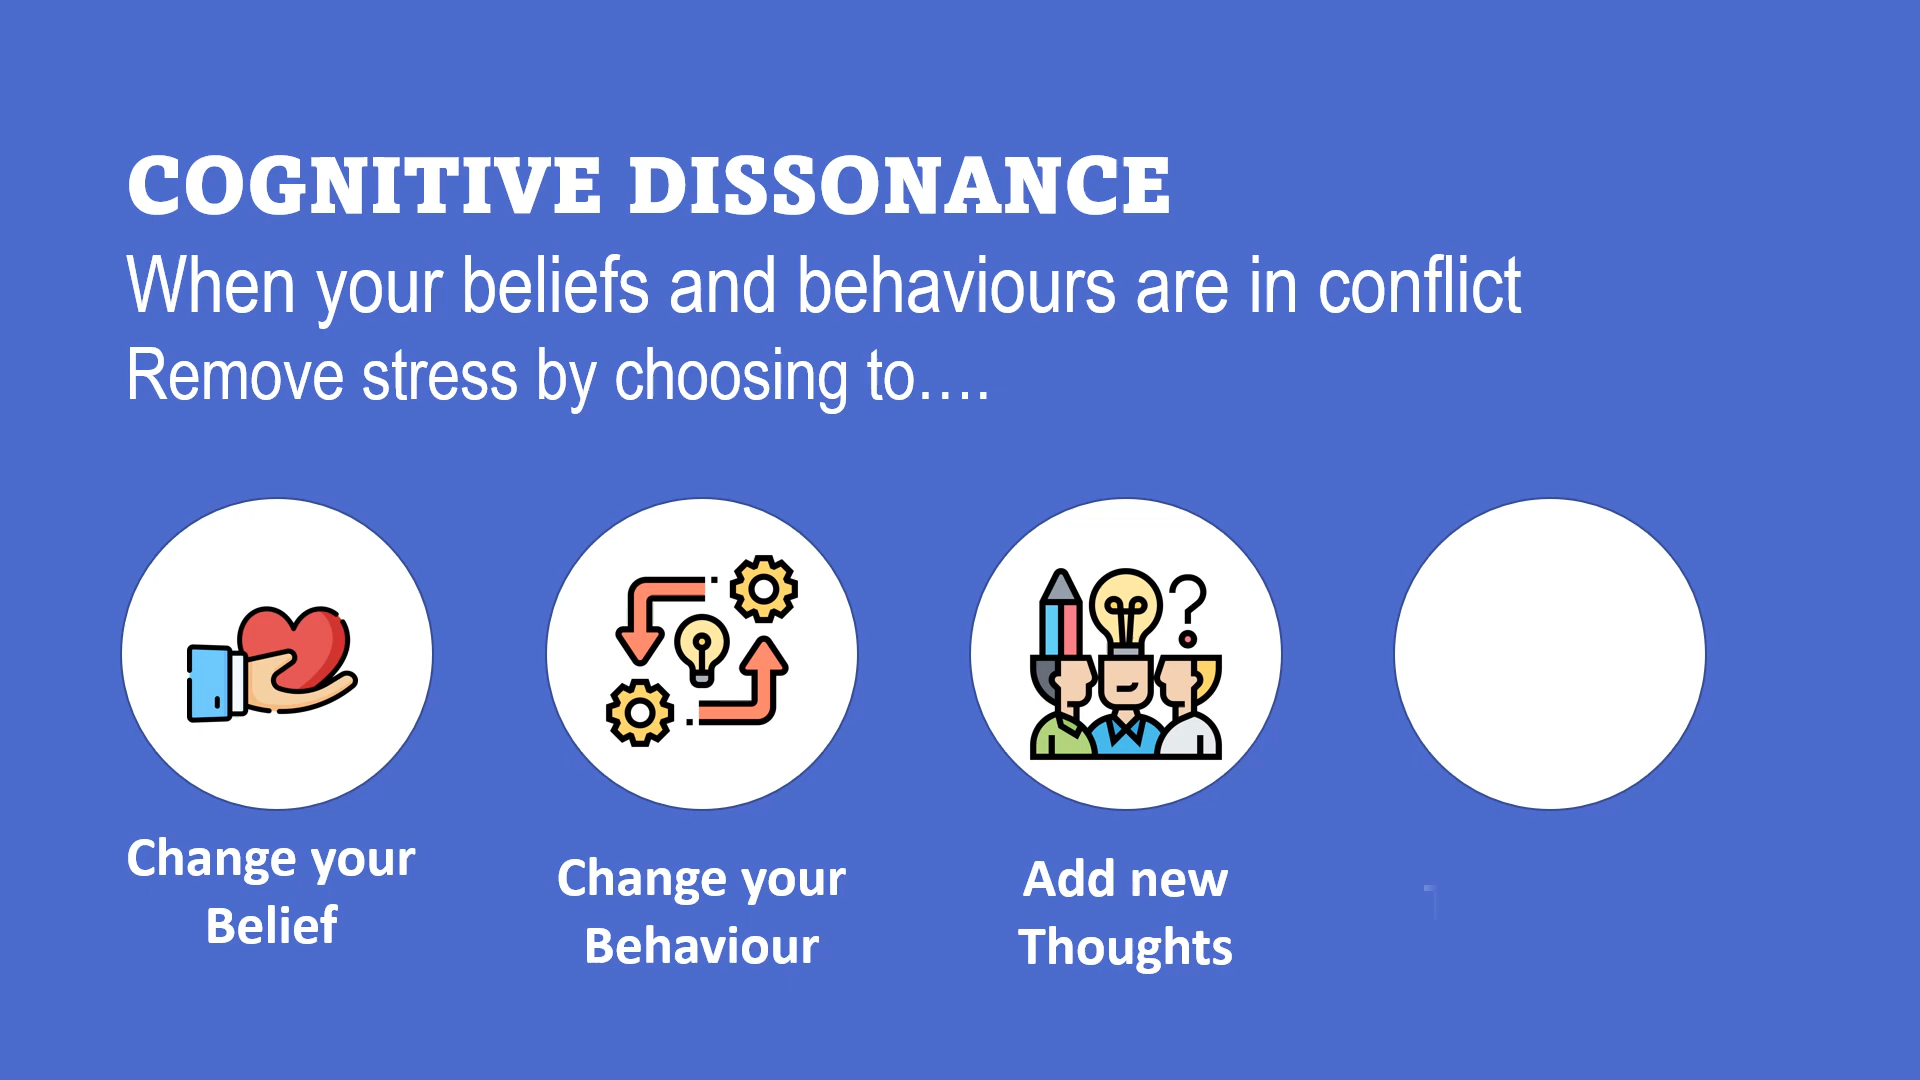 COGNITIVE DISSONANCE
When your beliefs and behaviours are in conflict
Remove stress by choosing to....
Change your
Belief
Change your
Behaviour
Add new
Thoughts